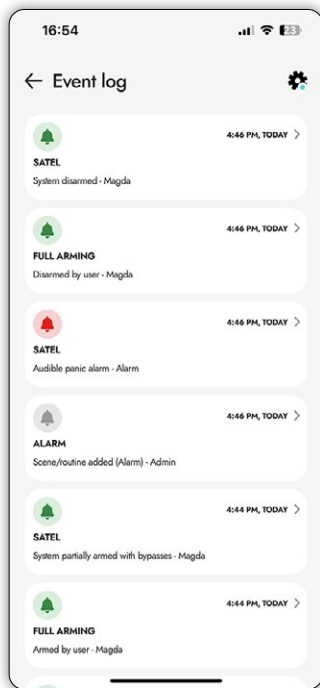 16:54
23
Event log
4:46 PM, TODAY
SATEL
System disarmed - Magda
4:46 PM, TODAY
FULL ARMING
Disarmed by user - Magda
4:46 PM, TODAY
SATEL
Audible panic alarm - Alarm
4:46 PM, TODAY
ALARM
Scene/routine added (Alarm) - Admin
4:44 PM, TODAY
SATEL
System partially armed with bypasses - Magda
4:44 PM, TODAY
FULL ARMING
Armed by user - Magda